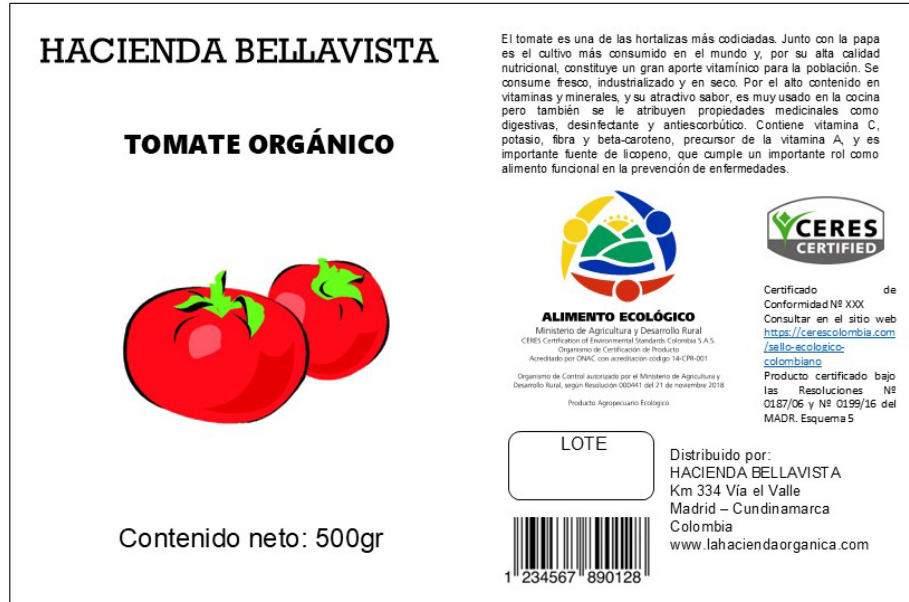 HACIENDA BELLAVISTA
TOMATE ORGÁNICO
Contenido neto: 500gr
El tomate es una de las hortalizas más codiciadas. Junto con la papa
es el cultivo más consumido en el mundo y, por su alta calidad
nutricional, constituye un gran aporte vitamínico para la población. Se
consume fresco, industrializado y en seco. Por el alto contenido en
vitaminas y minerales, y su atractivo sabor, es muy usado en la cocina
pero también se le atribuyen propiedades medicinales como
digestivas, desinfectante y antiescorbútico. Contiene vitamina C,
potasio, fibra y beta-caroteno, precursor de la vitamina A, y es
importante fuente de licopeno, que cumple un importante rol como
alimento funcional en la prevención de enfermedades.
ALIMENTO ECOLÓGICO
Ministerio de Agricultura y Desarrollo Rural
CERES Certification of Environmental Standards Colombia S.A.S.
Organismo de Certificación de Producto
Acreditado por ONAC con acreditación código 14-CPR-001
Organismo de Control autorizado por el Ministerio de Agricultura y
Desarrollo Rural, según Resolución 000441 del 21 de noviembre 2018
Producto Agropecuario Ecológico
CERES
CERTIFIED
Certificado de
Conformidad Nº XXX
Consultar en el sitio web
https://cerescolombia.com
/sello-ecologico-
colombiano
Producto certificado bajo
las Resoluciones Nº
0187/06 y Nº 0199/16 del
MADR. Esquema 5
LOTE
1 234567 890128
Distribuido por:
HACIENDA BELLAVISTA
Km 334 Vía el Valle
Madrid – Cundinamarca
Colombia
www.lahaciendaorganica.com